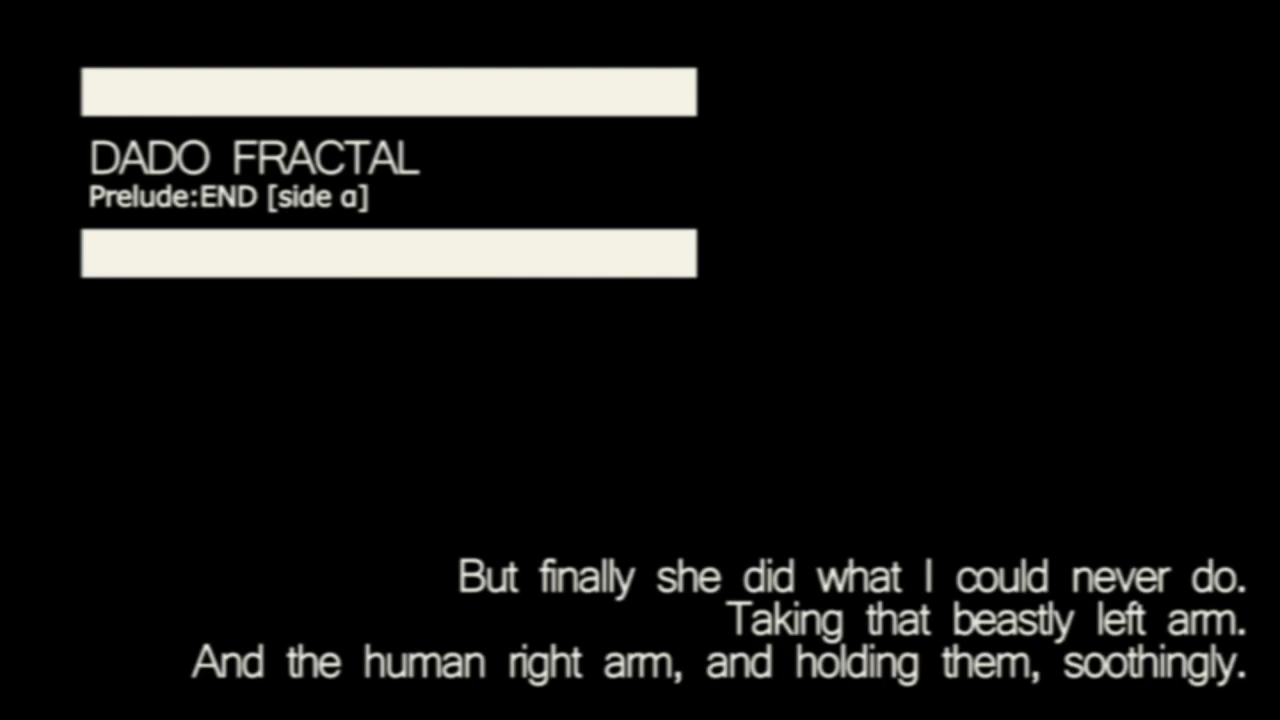 DADO FRACTAL
Prelude:END [side a]
But finally she did what I could never do.
Taking that beastly left arm.
And the human right arm, and holding them, soothingly.